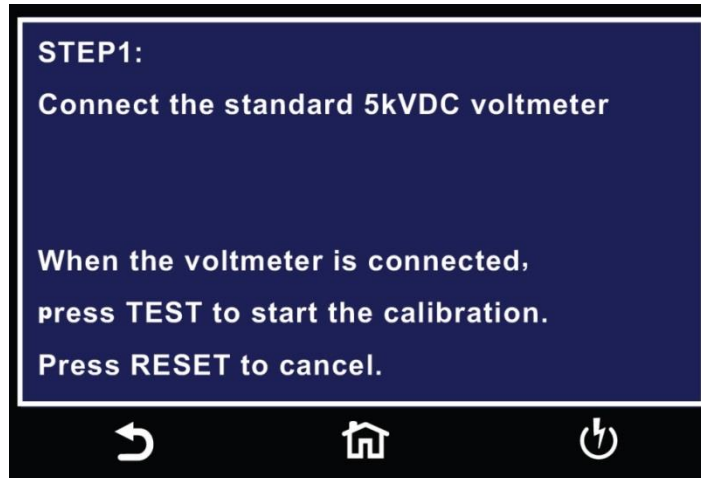 STEP1:
Connect the standard 5kVDC voltmeter
When the voltmeter is connected,
press TEST to start the calibration.
Press RESET to cancel.